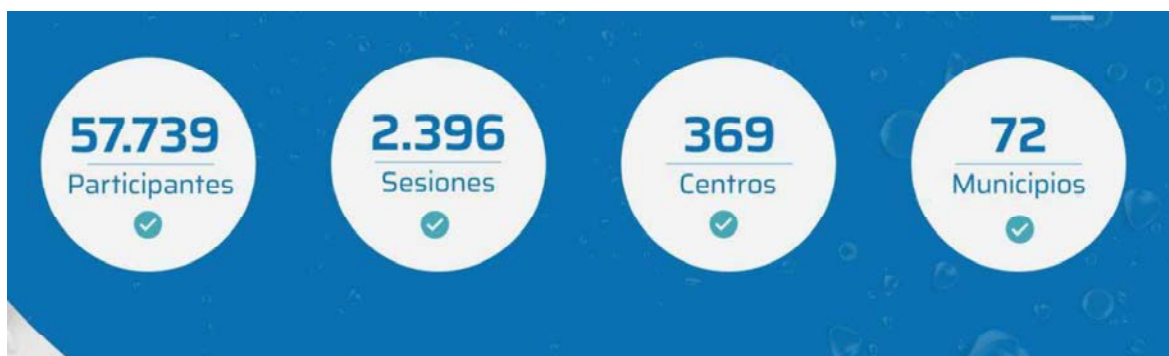 57.739
Participantes
2.396
Sesiones
369
Centros
72
Municipios